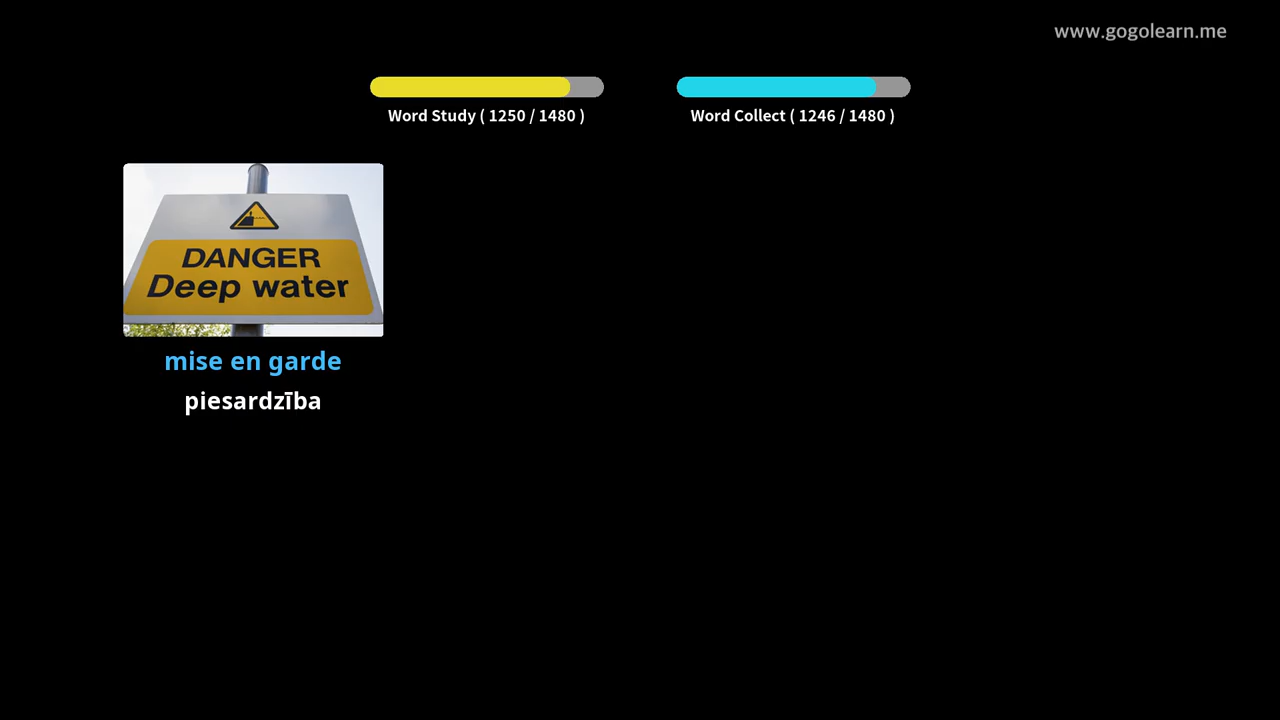 www.gogolearn.me
Word Study ( 1250 / 1480 )
Word Collect ( 1246 / 1480 )
DANGER
Deep water
mise en garde
piesardzība